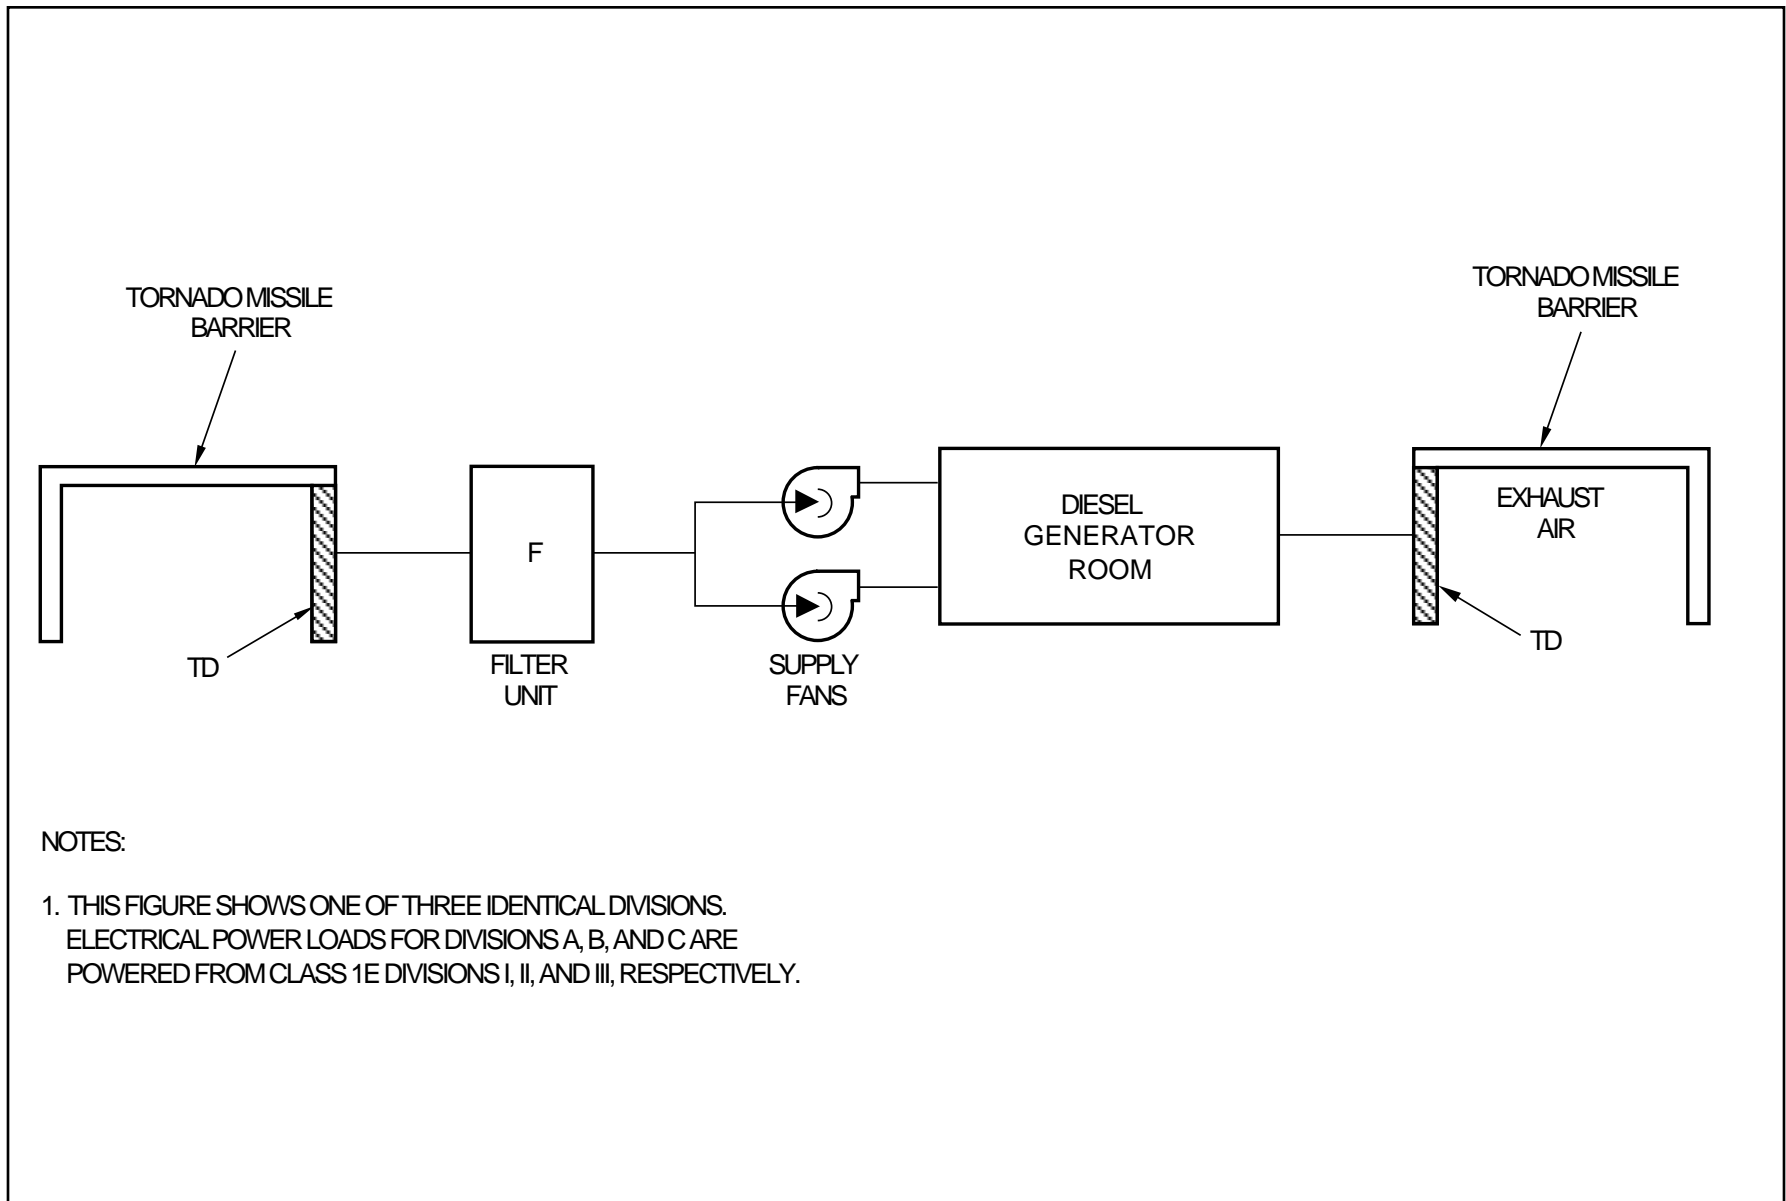 TORNADO MISSILE
BARRIER
TORNADO MISSILE
BARRIER
EXHAUST
AIR
DIESEL
GENERATOR
ROOM
F
TD
FILTER
UNIT
SUPPLY
FANS
TD
NOTES:
1. THIS FIGURE SHOWS ONE OF THREE IDENTICAL DIVISIONS.
ELECTRICAL POWER LOADS FOR DIVISIONS A, B, AND C ARE
POWERED FROM CLASS 1E DIVISIONS I, II, AND III, RESPECTIVELY.